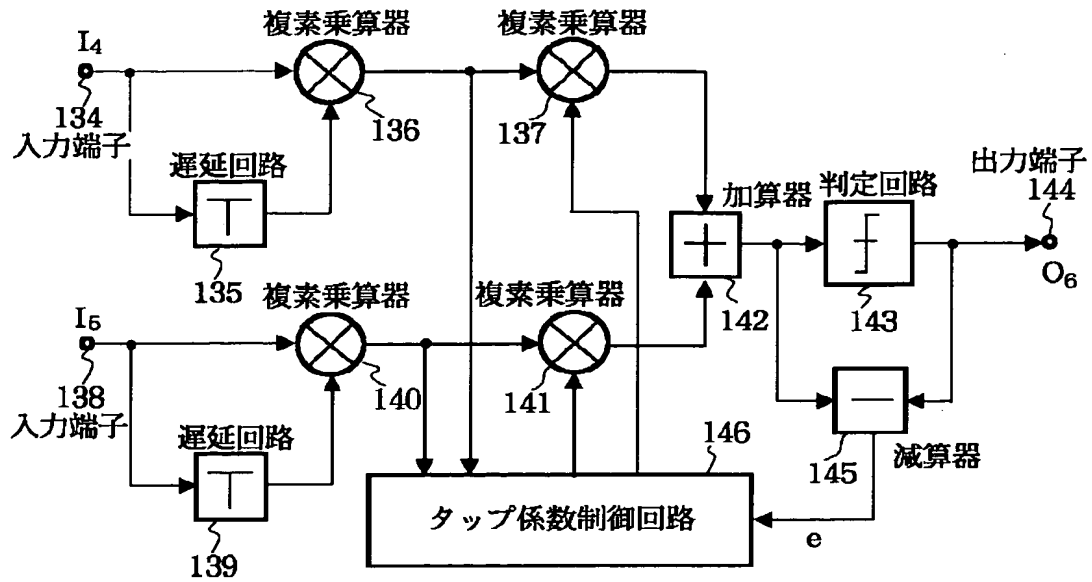 複素乗算器
複素乗算器
I4
134
入力端子
136
137
遅延回路
T
135
出力端子
144
加算器
判定回路
O6
142
143
複素乗算器
複素乗算器
I5
138
入力端子
140
141
遅延回路
T
139
146
145
減算器
タップ係数制御回路
e